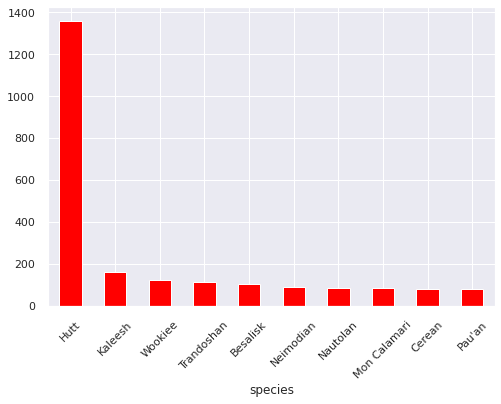 1400
1200
1000
800
600
400
200
0
Hutt
Kaleesh
Wookiee
Trandoshan
Besalisk
Neimodian
Nautolan
Mon Calamari
Cerean
Pau'an
species